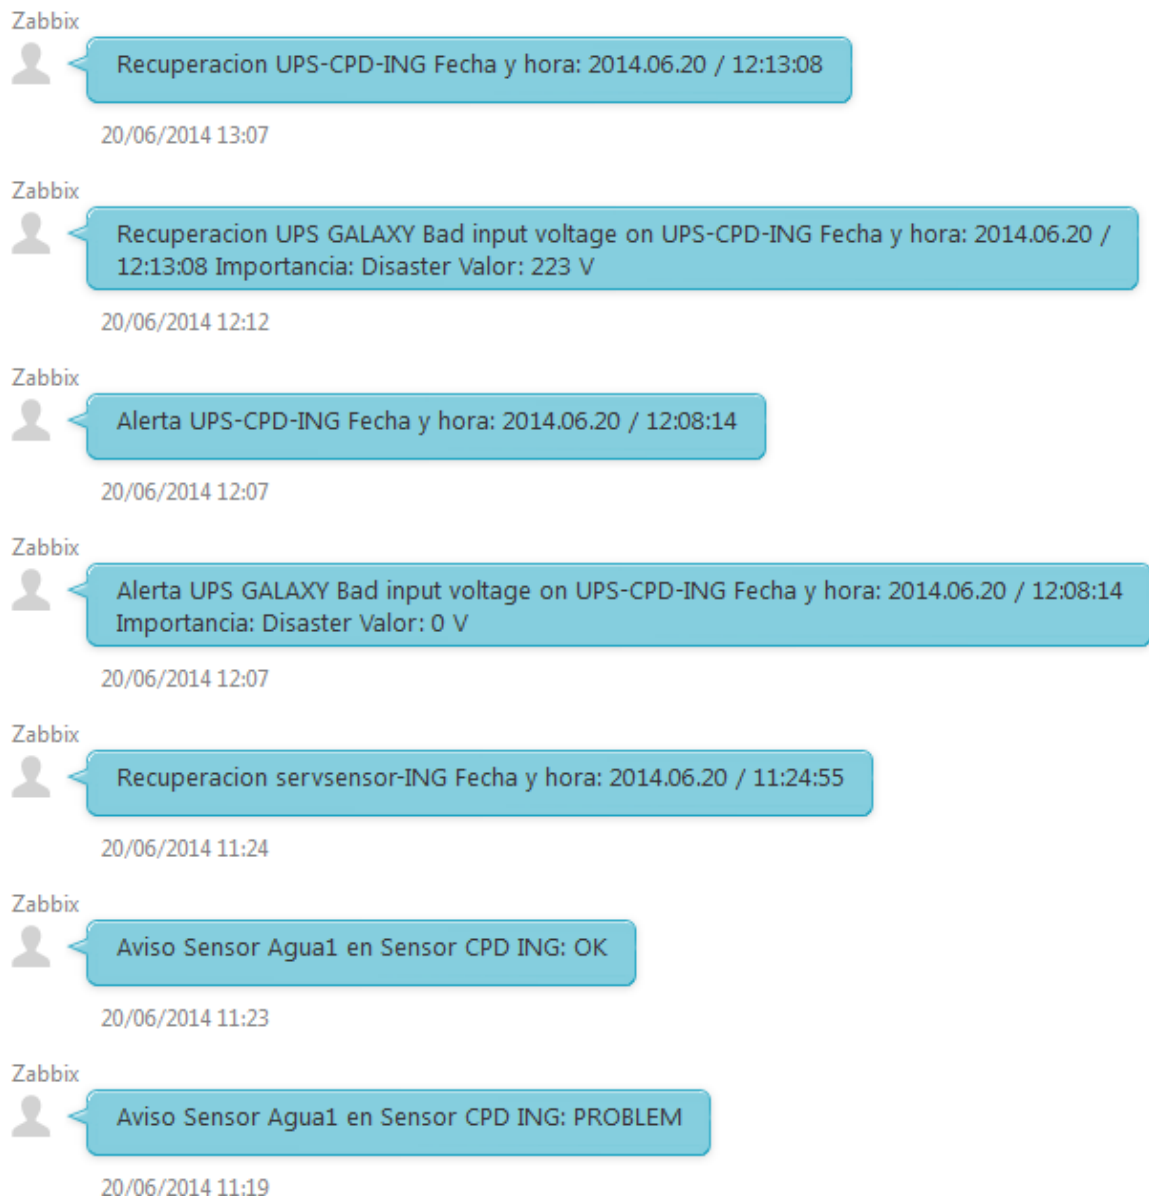 Zabbix
Recuperacion UPS-CPD-ING Fecha y hora: 2014.06.20 / 12:13:08
20/06/2014 13:07
Zabbix
Recuperacion UPS GALAXY Bad input voltage on UPS-CPD-ING Fecha y hora: 2014.06.20 /
12:13:08 Importancia: Disaster Valor: 223 V
20/06/2014 12:12
Zabbix
Alerta UPS-CPD-ING Fecha y hora: 2014.06.20 / 12:08:14
20/06/2014 12:07
Zabbix
Alerta UPS GALAXY Bad input voltage on UPS-CPD-ING Fecha y hora: 2014.06.20 / 12:08:14
Importancia: Disaster Valor: 0 V
20/06/2014 12:07
Zabbix
Recuperacion servsensor-ING Fecha y hora: 2014.06.20 / 11:24:55
20/06/2014 11:24
Zabbix
Aviso Sensor Agua1 en Sensor CPD ING: OK
20/06/2014 11:23
Zabbix
Aviso Sensor Agua1 en Sensor CPD ING: PROBLEM
20/06/2014 11:19